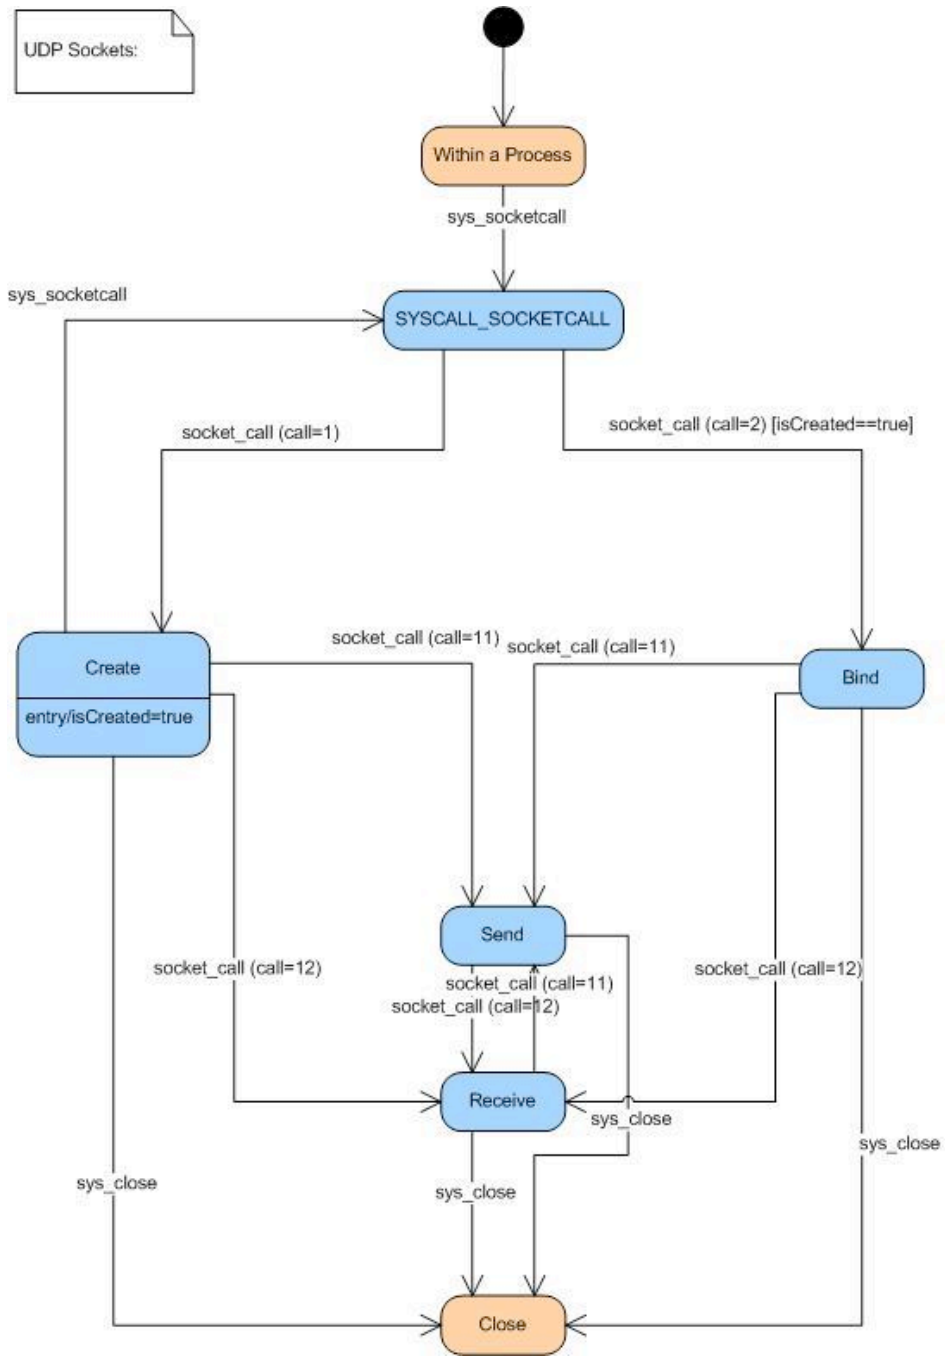 UDP Sockets:
Within a Process
sys_socketcall
sys_socketcall
SYSCALL_SOCKETCALL
socket_call (call=1)
socket_call (call=2) [isCreated==true]
Create
entry/isCreated=true
socket_call (call=11)
socket_call (call=11)
Bind
Send
socket_call (call=12)
socket_call (call=11)
socket_call (call=12)
socket_call (call=12)
Receive
sys_close
sys_close
sys_close
sys_close
Close